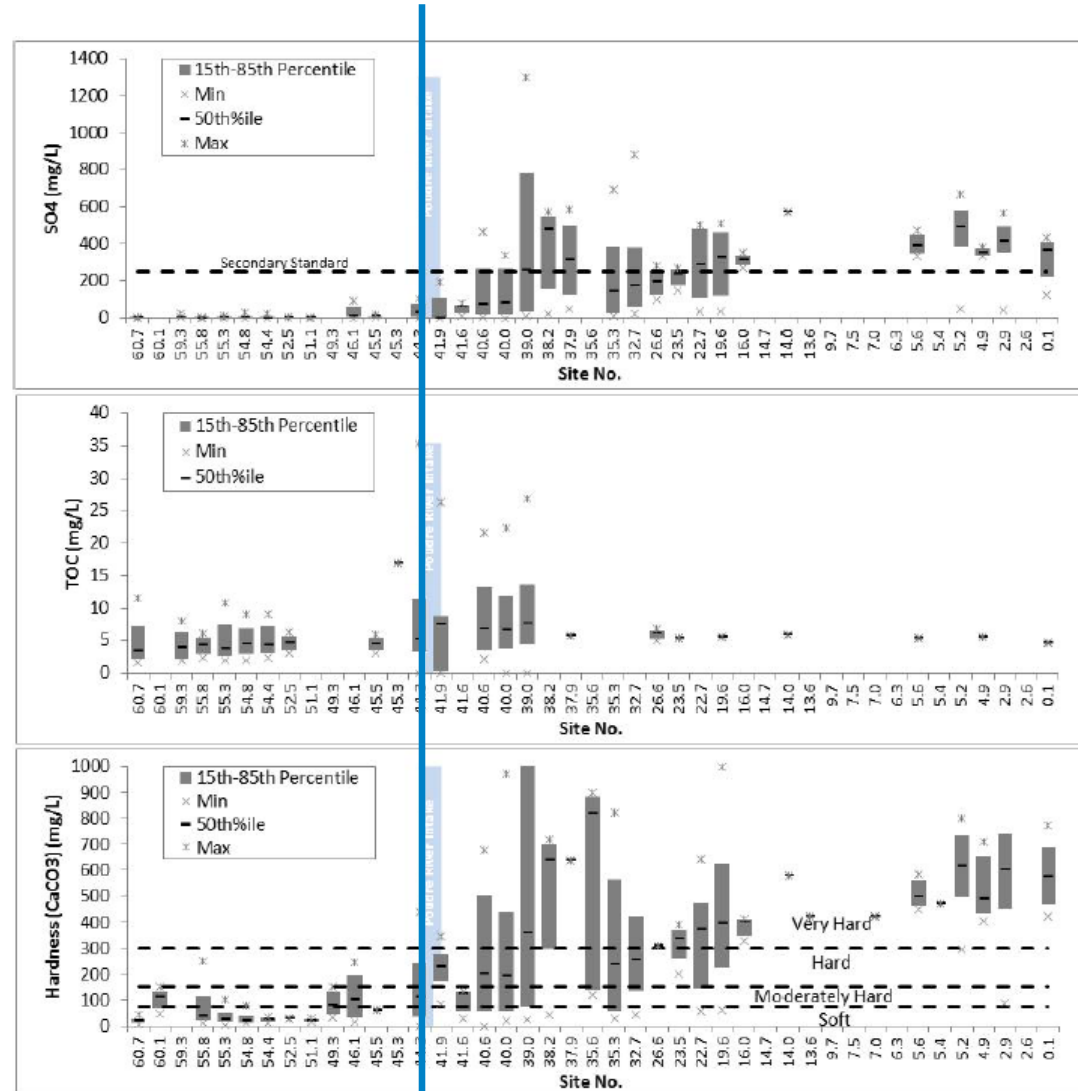 1400
1200
1000
800
600
400
200
0
SO4 (mg/L)
15th-85th Percentile
Min
50th%ile
Max
Poudre River Intake
Secondary Standard
60.7 60.1 59.3 55.8 55.3 54.8 54.4 52.5 51.1 49.3 46.1 45.5 45.3 44.3 41.9 41.6 40.6 40.0 39.0 38.2 37.9 35.6 35.3 32.7 26.6 23.5 22.7 19.6 16.0 14.7 14.0 13.6 9.7 7.5 7.0 6.3 5.6 5.4 5.2 4.9 2.9 2.6 0.1
Site No.
40
35
30
25
20
15
10
5
0
TOC (mg/L)
15th-85th Percentile
Min
50th%ile
Poudre River Intake
60.7 60.1 59.3 55.8 55.3 54.8 54.4 52.5 51.1 49.3 46.1 45.5 45.3 41.9 41.6 40.6 40.0 39.0 38.2 37.9 35.6 35.3 32.7 26.6 23.5 22.7 19.6 16.0 14.7 14.0 13.6 9.7 7.5 7.0 6.3 5.6 5.4 5.2 4.9 2.9 2.6 0.1
Site No.
1000
900
800
700
600
500
400
300
200
100
0
Hardness (CaCO3) (mg/L)
15th-85th Percentile
Min
50th%ile
Max
Poudre River Intake
Very Hard
Hard
Moderately Hard
Soft
60.7 60.1 59.3 55.8 55.3 54.8 54.4 52.5 51.1 49.3 46.1 45.5 45.3 41.9 41.6 40.6 40.0 39.0 38.2 37.9 35.6 35.3 32.7 26.6 23.5 22.7 19.6 16.0 14.7 14.0 13.6 9.7 7.5 7.0 6.3 5.6 5.4 5.2 4.9 2.9 2.6 0.1
Site No.